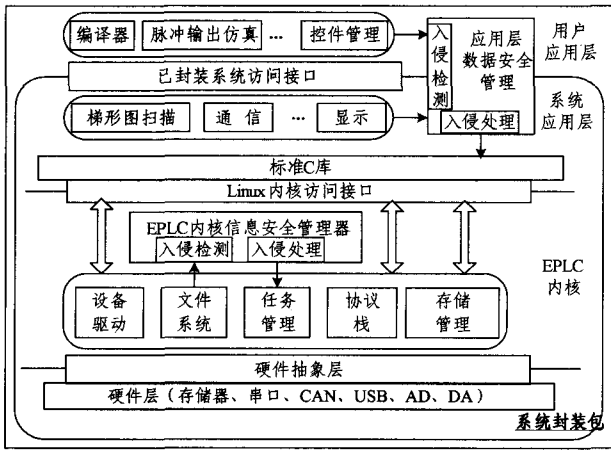 编译器 脉冲输出仿真 … 控件管理
入侵检测
应用层
数据安全
管理
用户
应用层
已封装系统访问接口
系统
应用层
梯形图扫描 通信 … 显示
入侵处理
标准C库
Linux内核访问接口
EPLC内核信息安全管理器
入侵检测 入侵处理
EPLC
内核
设备
驱动
文件
系统
任务
管理
协议
栈
存储
管理
硬件抽象层
硬件层（存储器、串口、CAN、USB、AD、DA）
系统封装包